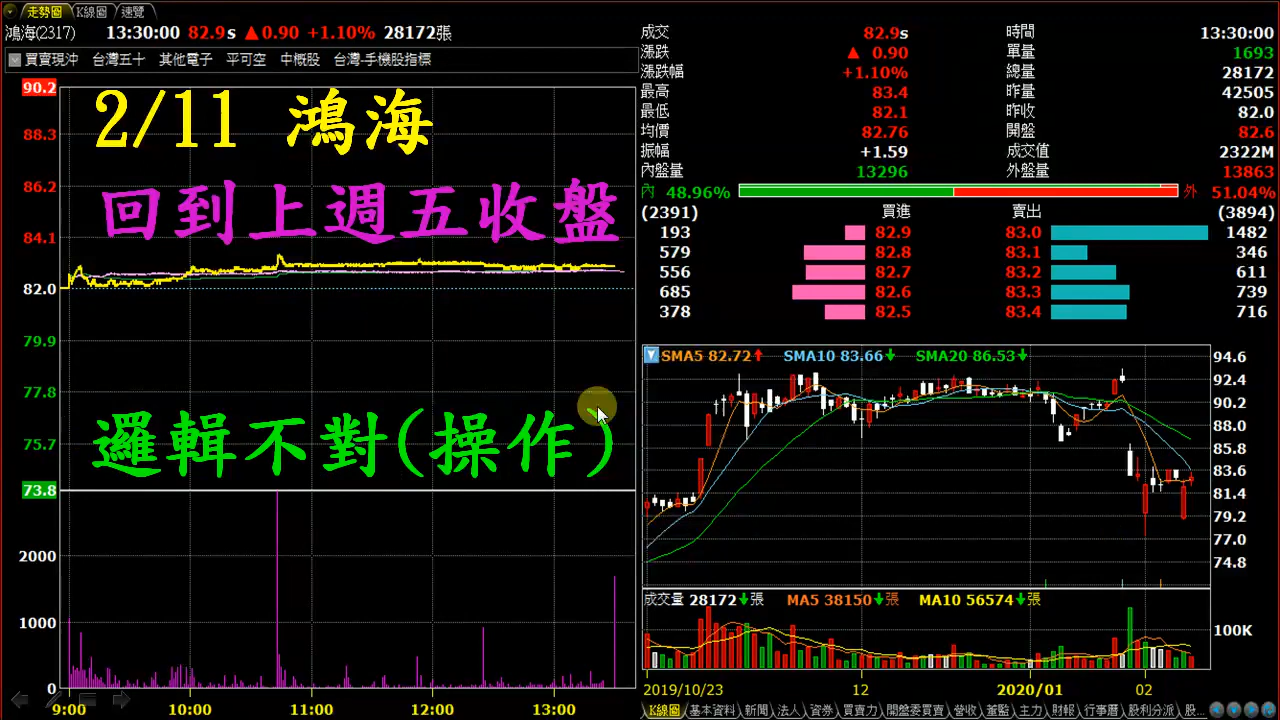 走勢圖 K線圖 速覽
鴻海(2317) 13:30:00 82.9s ▲0.90 +1.10% 28172張
買賣現沖 台灣五十 其他電子 平可空 中概股 台灣-手機股指標
90.2
88.3
86.2
84.1
82.0
79.9
77.8
75.7
73.8
2000
1000
0
9:00 10:00 11:00 12:00 13:00
2/11 鴻海
回到上週五收盤
邏輯不對(操作)
成交 82.9s 時間 13:30:00
漲跌 ▲ 0.90 單量 1693
漲跌幅 +1.10% 總量 28172
最高 83.4 昨量 42505
最低 82.1 昨收 82.0
均價 82.76 開盤 82.6
振幅 +1.59 成交值 2322M
內盤量 13296 外盤量 13863
內 48.96% 外 51.04%
(2391) 買進 賣出 (3894)
193 82.9 83.0 1482
579 82.8 83.1 346
556 82.7 83.2 611
685 82.6 83.3 739
378 82.5 83.4 716
SMA5 82.72 SMA10 83.66 SMA20 86.53
94.6
92.4
90.2
88.0
85.8
83.6
81.4
79.2
77.0
74.8
成交量 28172張 MA5 38150張 MA10 56574張
100K
2019/10/23 12 2020/01 02
K線圖 基本資料 新聞 法人 資券 買賣力 開盤委買賣 營收 董監 主力 財報 行事曆 股利分派 股...